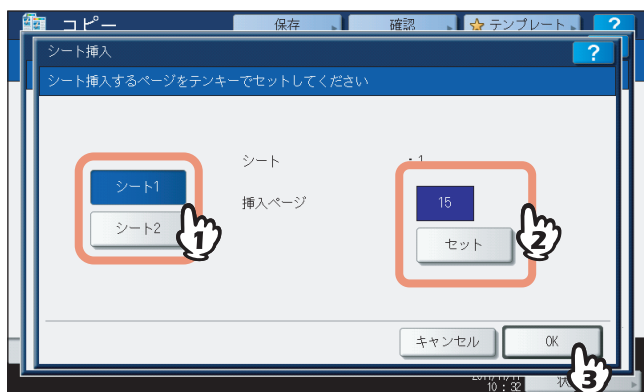 コピー 保存 確認 テンプレート ?
シート挿入 ?
シート挿入するページをテンキーでセットしてください
シート :1
シート1
挿入ページ 15
シート2 1
セット 2
キャンセル OK
3
10:32